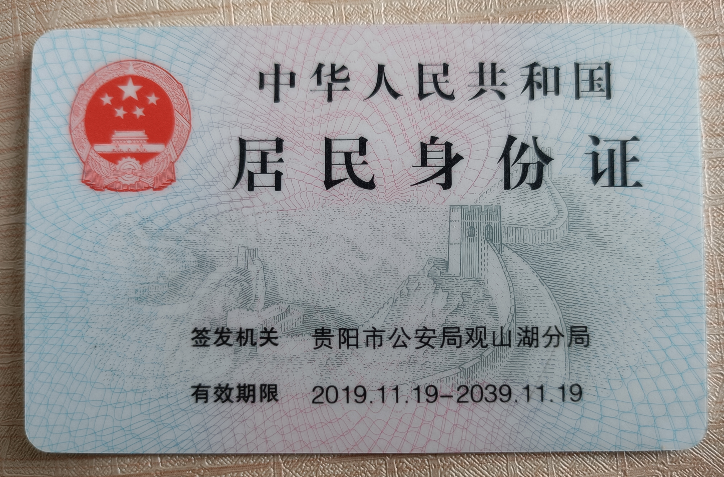 中华人民共和国
居民身份证
签发机关 贵阳市公安局观山湖分局
有效期限 2019.11.19-2039.11.19